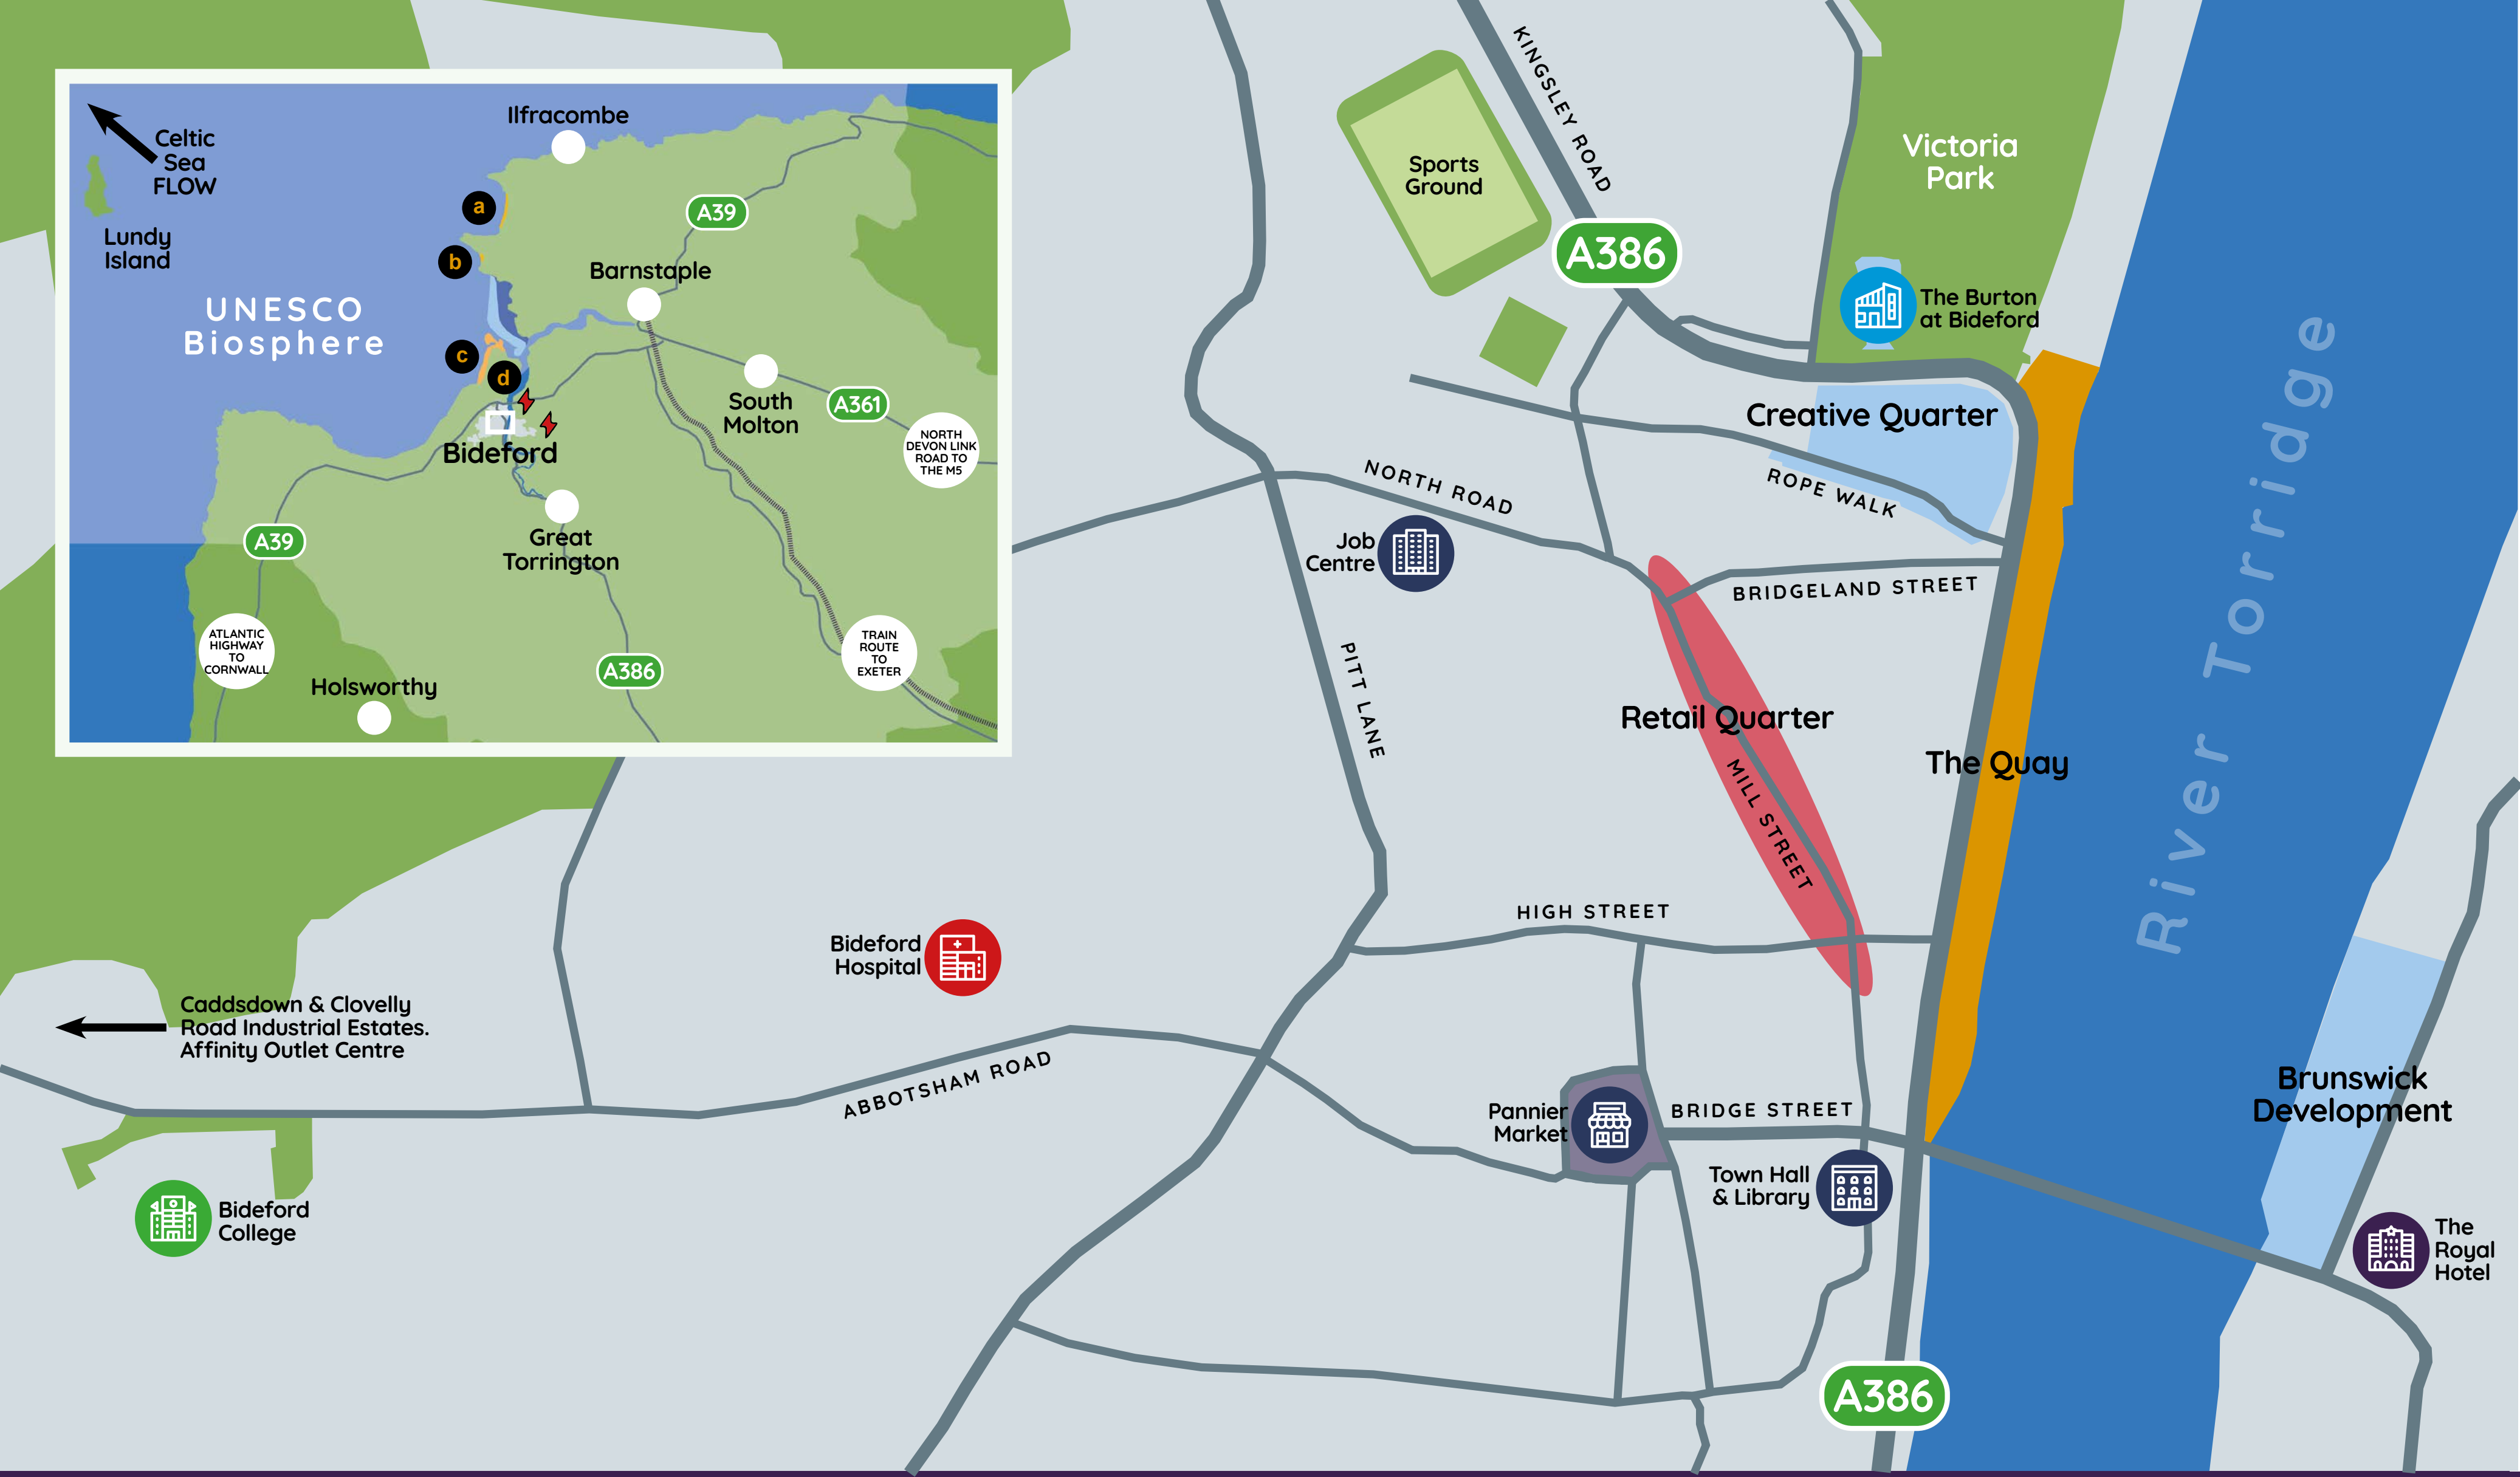 Celtic
Sea
FLOW
Lundy
Island
UNESCO
Biosphere
Ilfracombe
a
b
c
d
A39
Barnstaple
South
Molton
A361
NORTH
DEVON LINK
ROAD TO
THE M5
Bideford
Great
Torrington
A39
ATLANTIC
HIGHWAY
TO
CORNWALL
Holsworthy
A386
TRAIN
ROUTE
TO
EXETER
KINGSLEY ROAD
Sports
Ground
A386
Victoria
Park
The Burton
at Bideford
Creative Quarter
ROPE WALK
NORTH ROAD
Job
Centre
BRIDGELAND STREET
PITT LANE
Retail Quarter
MILL STREET
The Quay
River Torridge
HIGH STREET
Bideford
Hospital
Caddsdown & Clovelly
Road Industrial Estates.
Affinity Outlet Centre
ABBOTSHAM ROAD
Pannier
Market
BRIDGE STREET
Town Hall
& Library
Brunswick
Development
Bideford
College
The
Royal
Hotel
A386